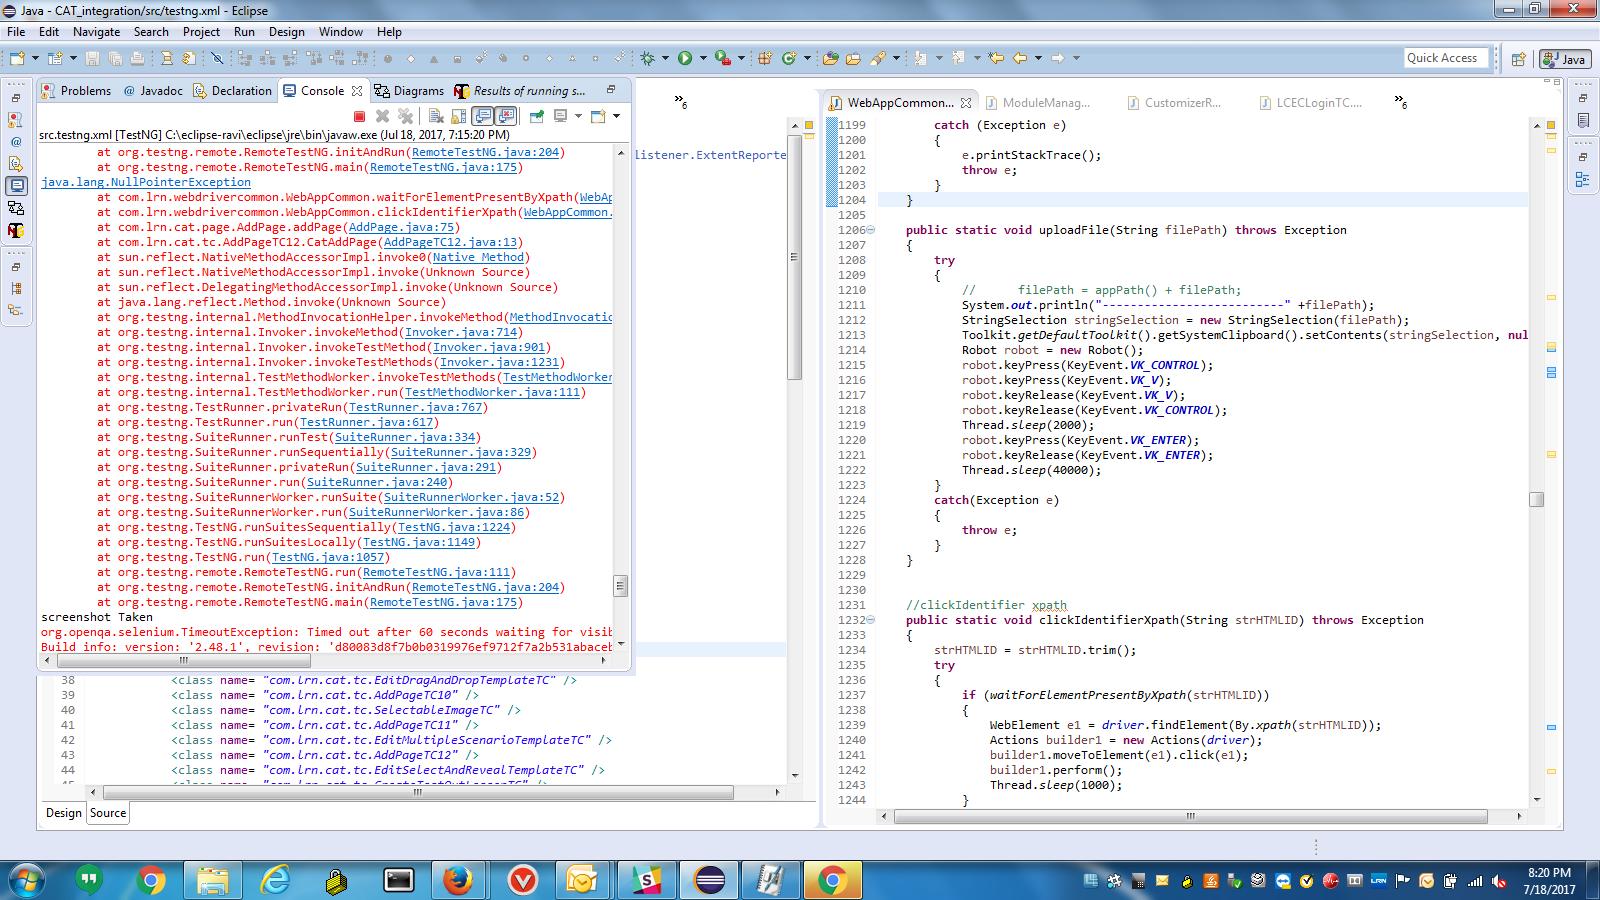 Java - CAT_integration/src/testng.xml - Eclipse
File Edit Navigate Search Project Run Design Window Help
Quick Access
Java
Problems @ Javadoc Declaration Console Diagrams Results of running s...
src.testng.xml [TestNG] C:\eclipse-ravi\eclipse\jre\bin\javaw.exe (Jul 18, 2017, 7:15:20 PM)
at org.testng.remote.RemoteTestNG.initAndRun(RemoteTestNG.java:204)
at org.testng.remote.RemoteTestNG.main(RemoteTestNG.java:175)
java.lang.NullPointerException
at com.lrn.webdrivercommon.WebAppCommon.waitForElementPresentByXpath(WebAp
at com.lrn.webdrivercommon.WebAppCommon.clickIdentifierXpath(WebAppCommon.
at com.lrn.cat.page.AddPage.addPage(AddPage.java:75)
at com.lrn.cat.tc.AddPageTC12.CatAddPage(AddPageTC12.java:13)
at sun.reflect.NativeMethodAccessorImpl.invoke0(Native Method)
at sun.reflect.NativeMethodAccessorImpl.invoke(Unknown Source)
at sun.reflect.DelegatingMethodAccessorImpl.invoke(Unknown Source)
at java.lang.reflect.Method.invoke(Unknown Source)
at org.testng.internal.MethodInvocationHelper.invokeMethod(MethodInvocatio
at org.testng.internal.Invoker.invokeMethod(Invoker.java:714)
at org.testng.internal.Invoker.invokeTestMethod(Invoker.java:901)
at org.testng.internal.Invoker.invokeTestMethods(Invoker.java:1231)
at org.testng.internal.TestMethodWorker.invokeTestMethods(TestMethodWorker
at org.testng.internal.TestMethodWorker.run(TestMethodWorker.java:111)
at org.testng.TestRunner.privateRun(TestRunner.java:767)
at org.testng.TestRunner.run(TestRunner.java:617)
at org.testng.SuiteRunner.runTest(SuiteRunner.java:334)
at org.testng.SuiteRunner.runSequentially(SuiteRunner.java:329)
at org.testng.SuiteRunner.privateRun(SuiteRunner.java:291)
at org.testng.SuiteRunner.run(SuiteRunner.java:240)
at org.testng.SuiteRunnerWorker.runSuite(SuiteRunnerWorker.java:52)
at org.testng.SuiteRunnerWorker.run(SuiteRunnerWorker.java:86)
at org.testng.TestNG.runSuitesSequentially(TestNG.java:1224)
at org.testng.TestNG.runSuitesLocally(TestNG.java:1149)
at org.testng.TestNG.run(TestNG.java:1057)
at org.testng.remote.RemoteTestNG.run(RemoteTestNG.java:111)
at org.testng.remote.RemoteTestNG.initAndRun(RemoteTestNG.java:204)
at org.testng.remote.RemoteTestNG.main(RemoteTestNG.java:175)
screenshot Taken
org.openqa.selenium.TimeoutException: Timed out after 60 seconds waiting for visib
Build info: version: '2.48.1', revision: 'd80083d8f7b0b0319976ef9712f7a2b531abaceb
»6
listener.ExtentReporte
38 <class name= "com.lrn.cat.tc.EditDragAndDropTemplateTC" />
39 <class name= "com.lrn.cat.tc.AddPageTC10" />
40 <class name= "com.lrn.cat.tc.SelectableImageTC" />
41 <class name= "com.lrn.cat.tc.AddPageTC11" />
42 <class name= "com.lrn.cat.tc.EditMultipleScenarioTemplateTC" />
43 <class name= "com.lrn.cat.tc.AddPageTC12" />
44 <class name= "com.lrn.cat.tc.EditSelectAndRevealTemplateTC" />
Design Source
WebAppCommon... ModuleManag... CustomizerR... LCECLoginTC.... »6
1199 catch (Exception e)
1200 {
1201 e.printStackTrace();
1202 throw e;
1203 }
1204 }
1205
1206 public static void uploadFile(String filePath) throws Exception
1207 {
1208 try
1209 {
1210 // filePath = appPath() + filePath;
1211 System.out.println("--------------------------" +filePath);
1212 StringSelection stringSelection = new StringSelection(filePath);
1213 Toolkit.getDefaultToolkit().getSystemClipboard().setContents(stringSelection, nul
1214 Robot robot = new Robot();
1215 robot.keyPress(KeyEvent.VK_CONTROL);
1216 robot.keyPress(KeyEvent.VK_V);
1217 robot.keyRelease(KeyEvent.VK_V);
1218 robot.keyRelease(KeyEvent.VK_CONTROL);
1219 Thread.sleep(2000);
1220 robot.keyPress(KeyEvent.VK_ENTER);
1221 robot.keyRelease(KeyEvent.VK_ENTER);
1222 Thread.sleep(40000);
1223 }
1224 catch(Exception e)
1225 {
1226 throw e;
1227 }
1228 }
1229
1230
1231 //clickIdentifier xpath
1232 public static void clickIdentifierXpath(String strHTMLID) throws Exception
1233 {
1234 strHTMLID = strHTMLID.trim();
1235 try
1236 {
1237 if (waitForElementPresentByXpath(strHTMLID))
1238 {
1239 WebElement e1 = driver.findElement(By.xpath(strHTMLID));
1240 Actions builder1 = new Actions(driver);
1241 builder1.moveToElement(e1).click(e1);
1242 builder1.perform();
1243 Thread.sleep(1000);
1244 }
8:20 PM
7/18/2017